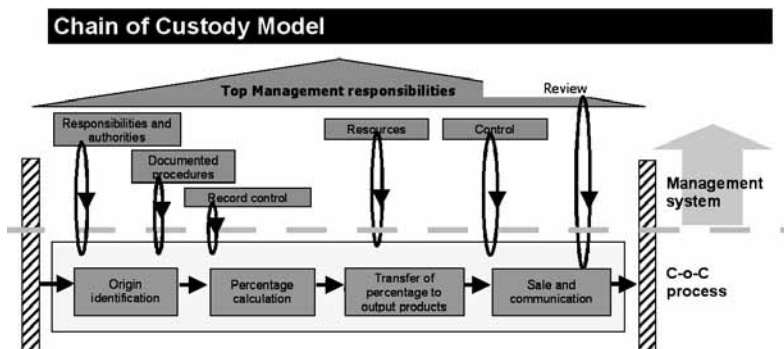 Chain of Custody Model
Top Management responsibilities
Review
Responsibilities and
authorities
Resources
Control
Documented
procedures
Record control
Management
system
Origin
identification
Percentage
calculation
Transfer of
percentage to
output products
Sale and
communication
C-o-C
process